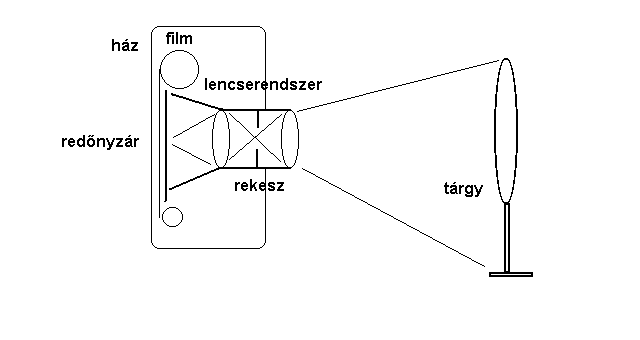 film
ház
lencserendszer
redőnyzár
rekesz
tárgy